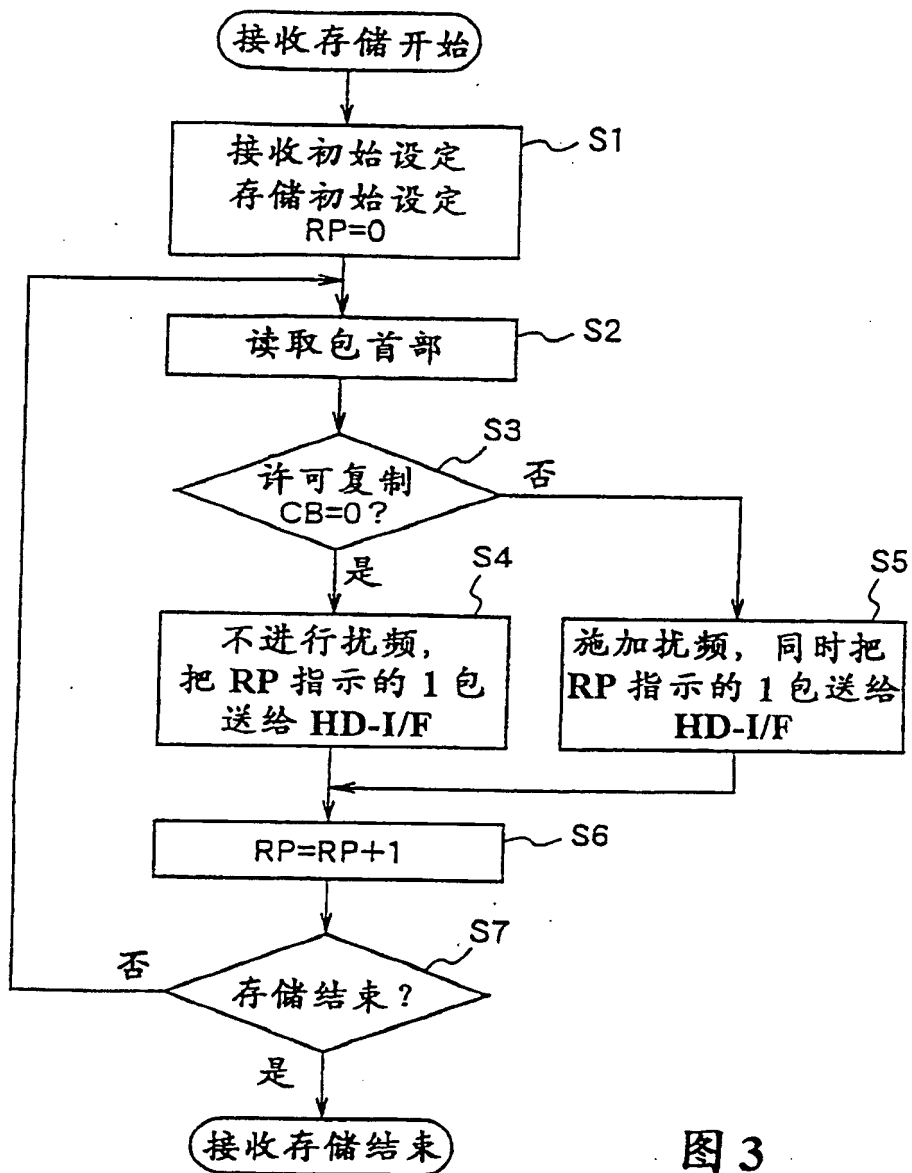 接收存储开始
S1
接收初始设定
存储初始设定
RP=0
S2
读取包首部
S3
许可复制
CB=0？
否
是
S4
不进行扰频，
把 RP 指示的 1 包
送给 HD-I/F
S5
施加扰频，同时把
RP 指示的 1 包送给
HD-I/F
S6
RP=RP+1
S7
否
存储结束？
是
接收存储结束
图 3